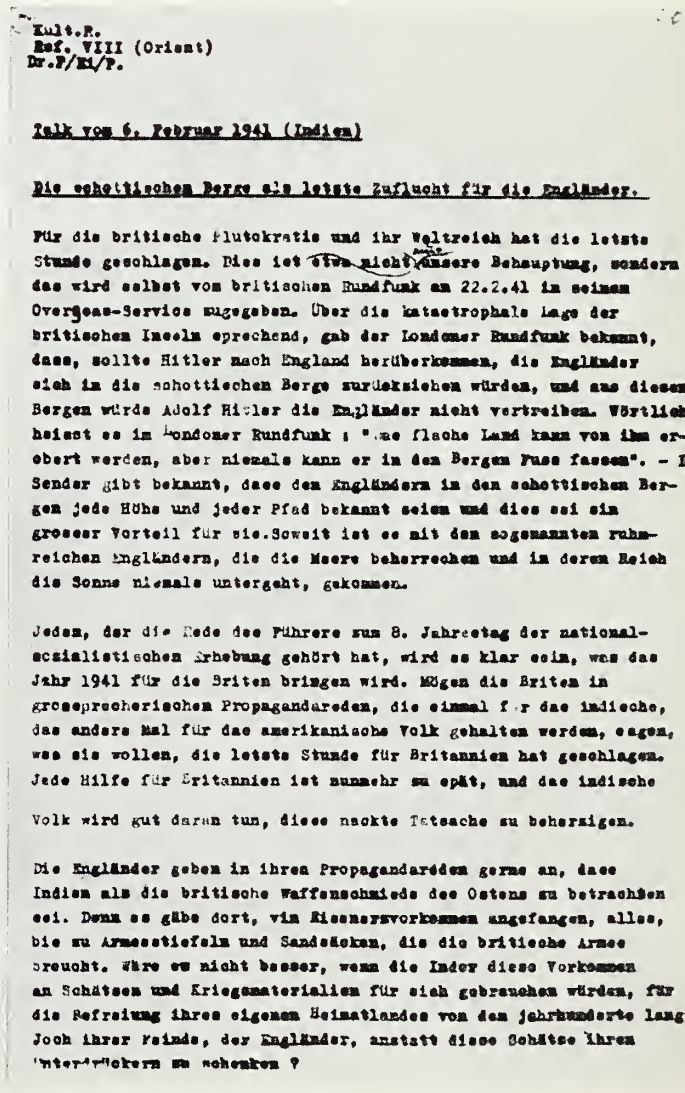 Kult.R.
Ref. VIII (Orient)
Dr.P/Ki/P.
Talk vom 6. Februar 1941 (Indien)
Die schottischen Berge als letzte Zuflucht für die Engländer.
Für die britische Plutokratie und ihr Weltreich hat die letzte
Stunde geschlagen. Dies ist etwa nicht unsere Behauptung, sondern
das wird selbst vom britischen Rundfunk am 22.2.41 in seinem
Overseas-Service zugegeben. Über die katastrophale Lage der
britischen Inseln sprechend, gab der Londoner Rundfunk bekannt,
dass, sollte Hitler nach England herüberkommen, die Engländer
sich in die schottischen Berge zurückziehen würden, und aus diesen
Bergen würde Adolf Hitler die Engländer nicht vertreiben. Wörtlich
heisst es im Londoner Rundfunk : "Das flache Land kann von ihm er-
obert werden, aber niemals kann er in den Bergen Fuss fassen". -
Sender gibt bekannt, dass den Engländern in den schottischen Ber-
gen jede Höhe und jeder Pfad bekannt seien und dies sei ein
grosser Vorteil für sie.Soweit ist es mit den sogenannten ruhm-
reichen Engländern, die die Meere beherrschen und in deren Reich
die Sonne niemals untergeht, gekommen.
Jedem, der die Rede des Führers zum 8. Jahrestag der national-
sozialistischen Erhebung gehört hat, wird es klar sein, was das
Jahr 1941 für die Briten bringen wird. Mögen die Briten in
grossprecherischen Propagandareden, die einmal für das indische,
das andere Mal für das amerikanische Volk gehalten werden, sagen,
was sie wollen, die letzte Stunde für Britannien hat geschlagen.
Jede Hilfe für Britannien ist nunmehr zu spät, und das indische
Volk wird gut daran tun, diese nackte Tatsache zu beherzigen.
Die Engländer geben in ihren Propagandareden gerne an, dass
Indien als die britische Waffenschmiede des Ostens zu betrachten
sei. Denn es gäbe dort, vim Eisenerzvorkommen angefangen, alles,
bis zu Armeestiefeln und Sandsäcken, die die britische Armee
braucht. Wäre es nicht besser, wenn die Inder diese Vorkommen
an Schätzen und Kriegsmaterialien für sich gebrauchen würden, für
die Befreiung ihres eigenen Heimatlandes von dem jahrhunderte lang
Joch ihrer Feinde, der Engländer, anstatt diese Schätze ihren
Unterdrückern zu schenken ?